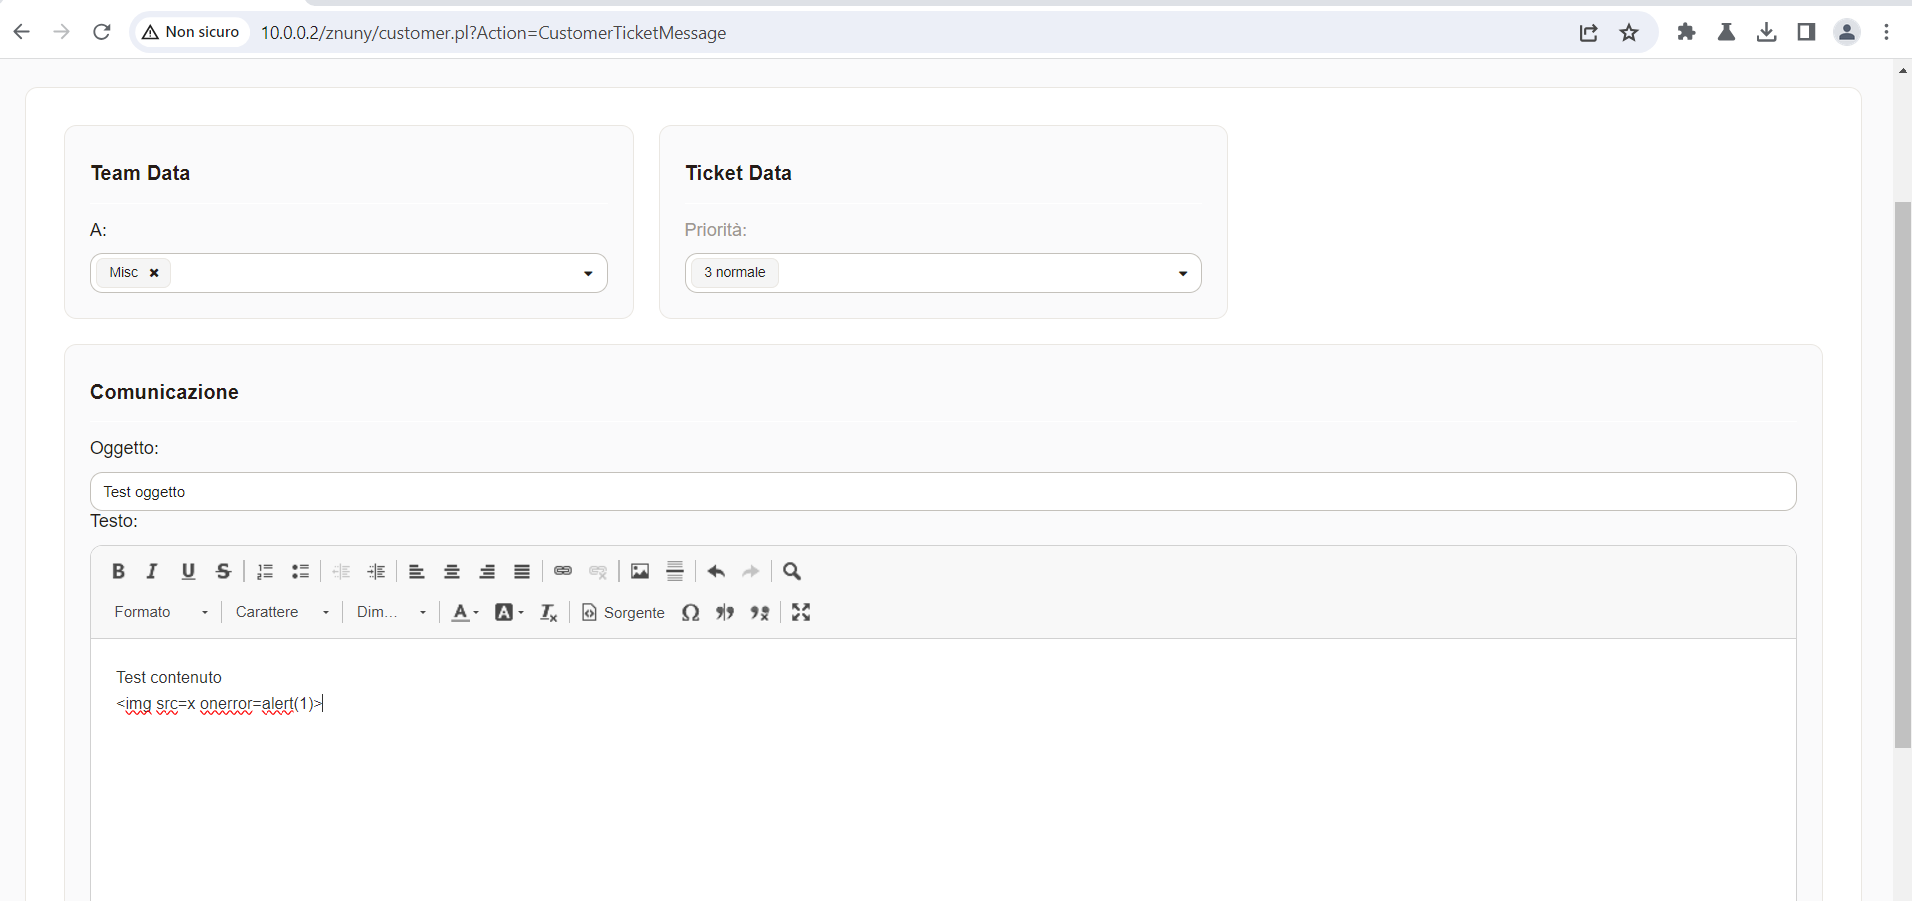 Non sicuro 10.0.0.2/znuny/customer.pl?Action=CustomerTicketMessage
Team Data
Ticket Data
A:
Priorità:
Misc ×
3 normale
Comunicazione
Oggetto:
Test oggetto
Testo:
B I U S
Formato Carattere Dim... A A Tx Sorgente Ω
Test contenuto
<img src=x onerror=alert(1)>